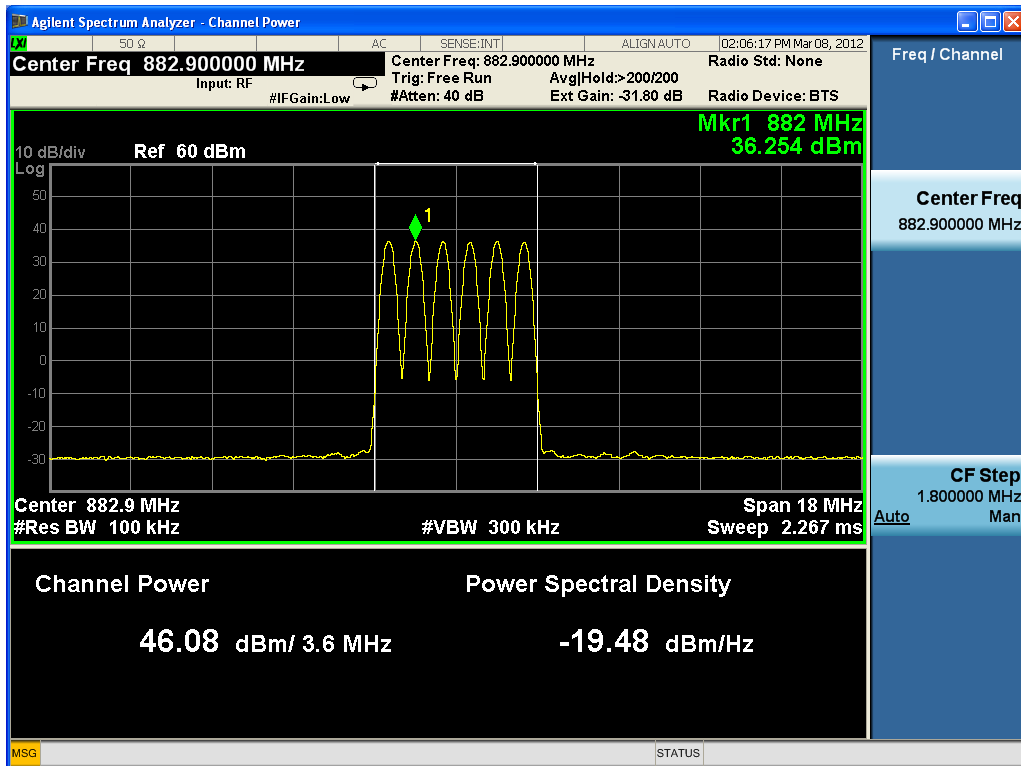 Agilent Spectrum Analyzer - Channel Power
LXI 50 Ω AC SENSE:INT ALIGN AUTO 02:06:17 PM Mar 08, 2012
Center Freq 882.900000 MHz
Input: RF
#IFGain:Low
Center Freq: 882.900000 MHz
Trig: Free Run Avg|Hold:>200/200
#Atten: 40 dB Ext Gain: -31.80 dB
Radio Std: None
Radio Device: BTS
Mkr1 882 MHz
36.254 dBm
10 dB/div Ref 60 dBm
Log
50
40
30
20
10
0
-10
-20
-30
1
Center 882.9 MHz Span 18 MHz
#Res BW 100 kHz #VBW 300 kHz Sweep 2.267 ms
Channel Power Power Spectral Density
46.08 dBm/ 3.6 MHz -19.48 dBm/Hz
Freq / Channel
Center Freq
882.900000 MHz
CF Step
1.800000 MHz
Auto Man
MSG STATUS